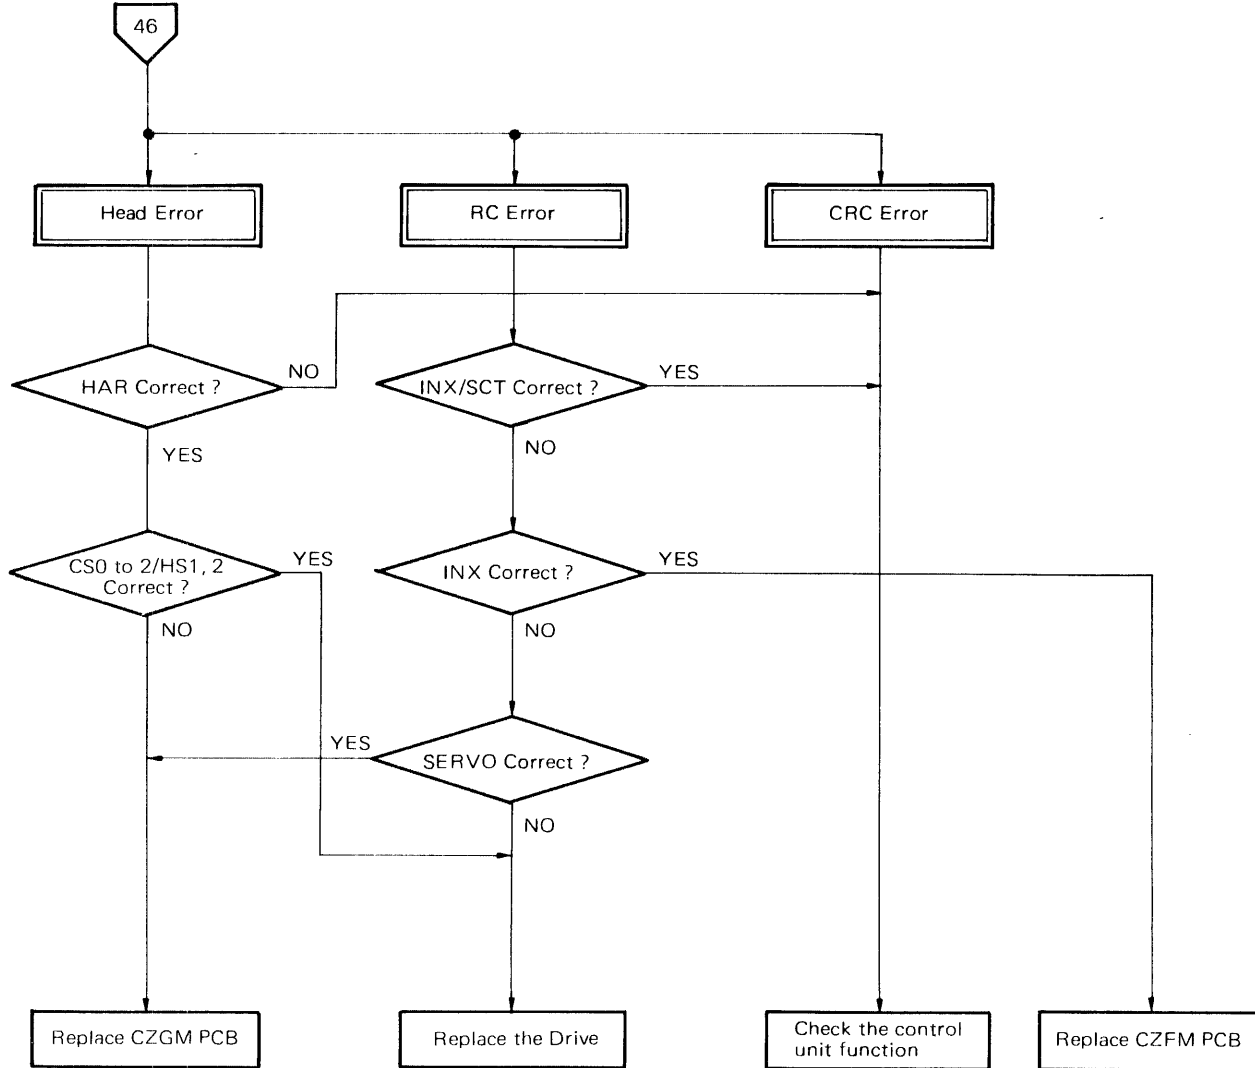 46
Head Error
RC Error
CRC Error
HAR Correct ?
NO
INX/SCT Correct ?
YES
YES
NO
CS0 to 2/HS1, 2
Correct ?
YES
INX Correct ?
YES
NO
NO
YES
SERVO Correct ?
NO
Replace CZGM PCB
Replace the Drive
Check the control
unit function
Replace CZFM PCB